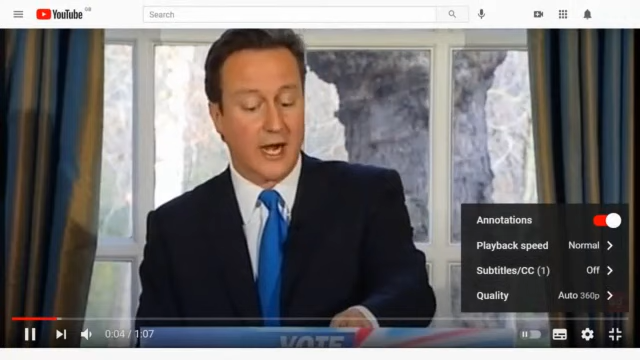 YouTube GB
Search
Annotations
Playback speed Normal
Subtitles/CC (1) Off
Quality Auto 360p
0:04 / 1:07
VOTE